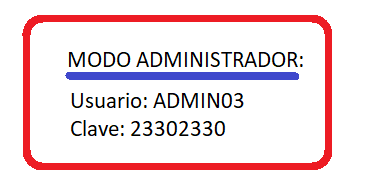 MODO ADMINISTRADOR:
Usuario: ADMIN03
Clave: 23302330